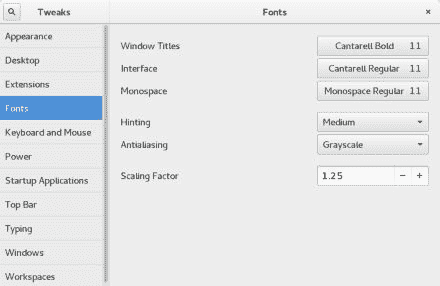 Tweaks
Fonts
Appearance
Desktop
Extensions
Fonts
Keyboard and Mouse
Power
Startup Applications
Top Bar
Typing
Windows
Workspaces
Window Titles Cantarell Bold 11
Interface Cantarell Regular 11
Monospace Monospace Regular 11
Hinting Medium
Antialiasing Grayscale
Scaling Factor 1.25 − +